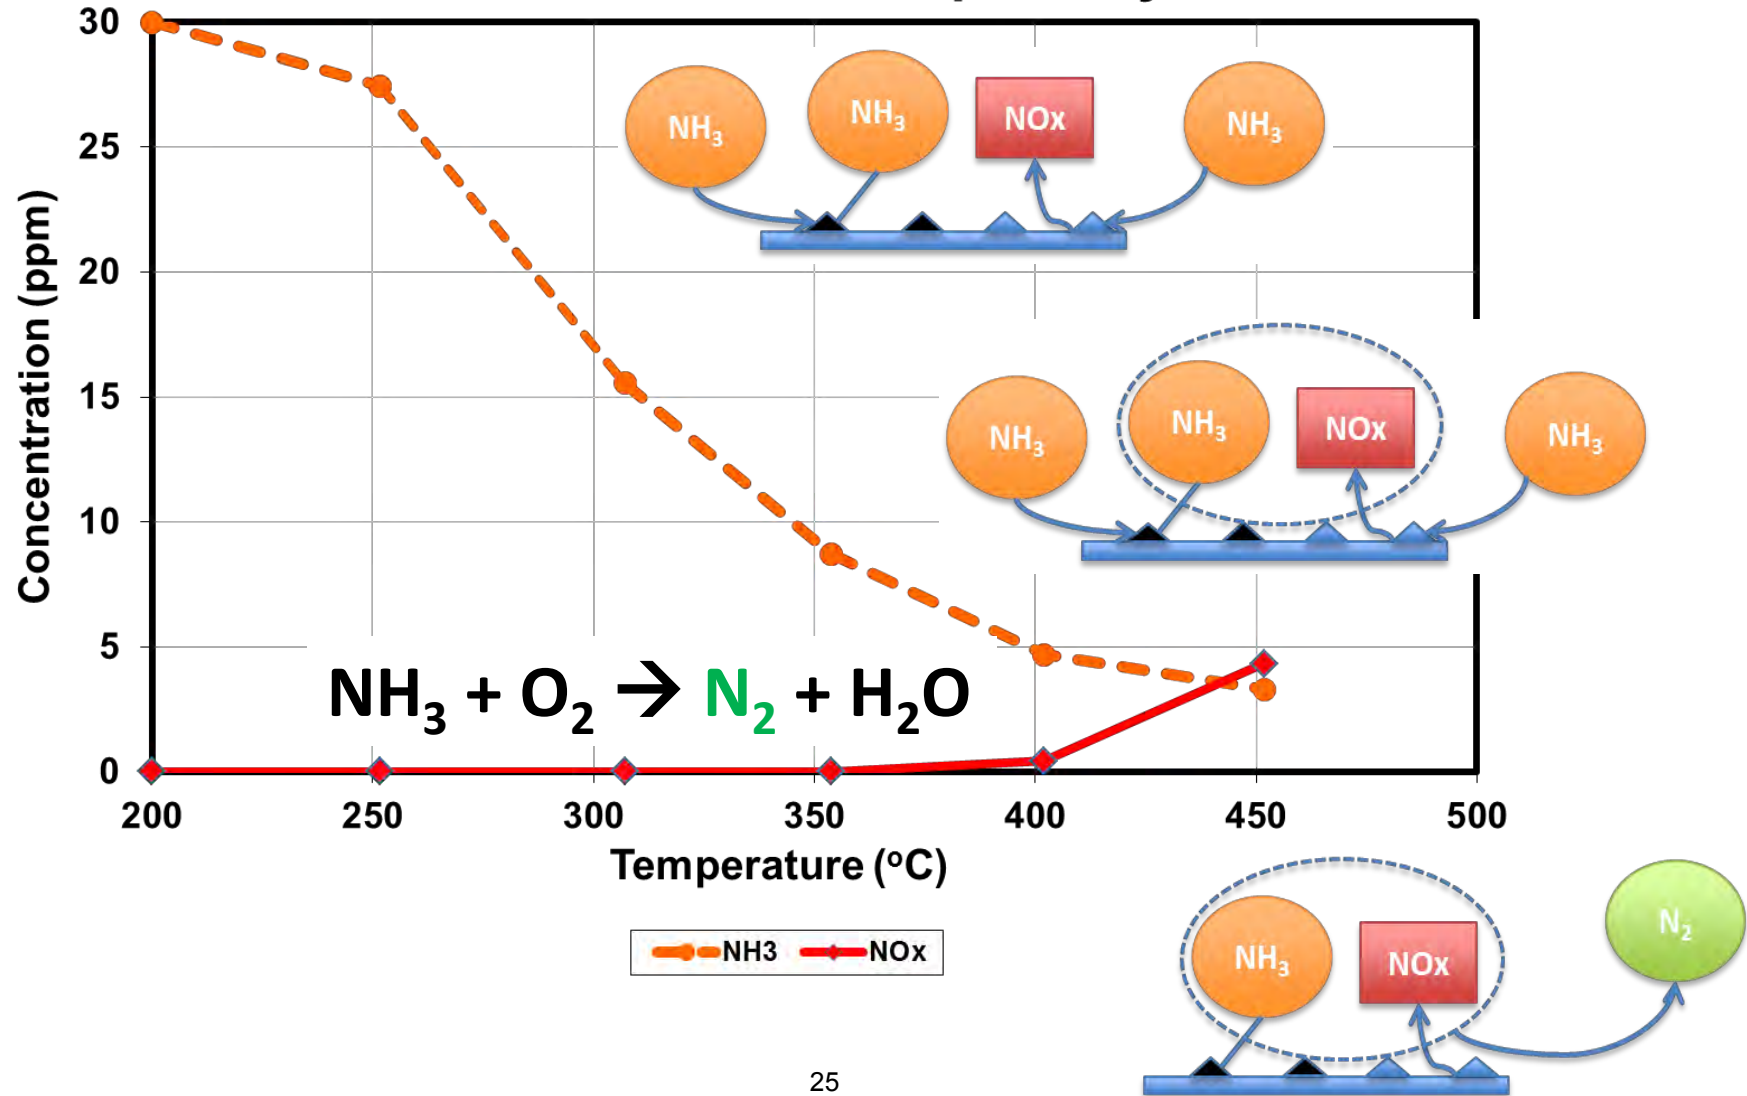 30
25
20
15
10
5
0
Concentration (ppm)
NH3
NH3
NOx
NH3
NH3
NH3
NOx
NH3
NH3 + O2 → N2 + H2O
200 250 300 350 400 450 500
Temperature (oC)
NH3 NOx
NH3
NOx
N2
25